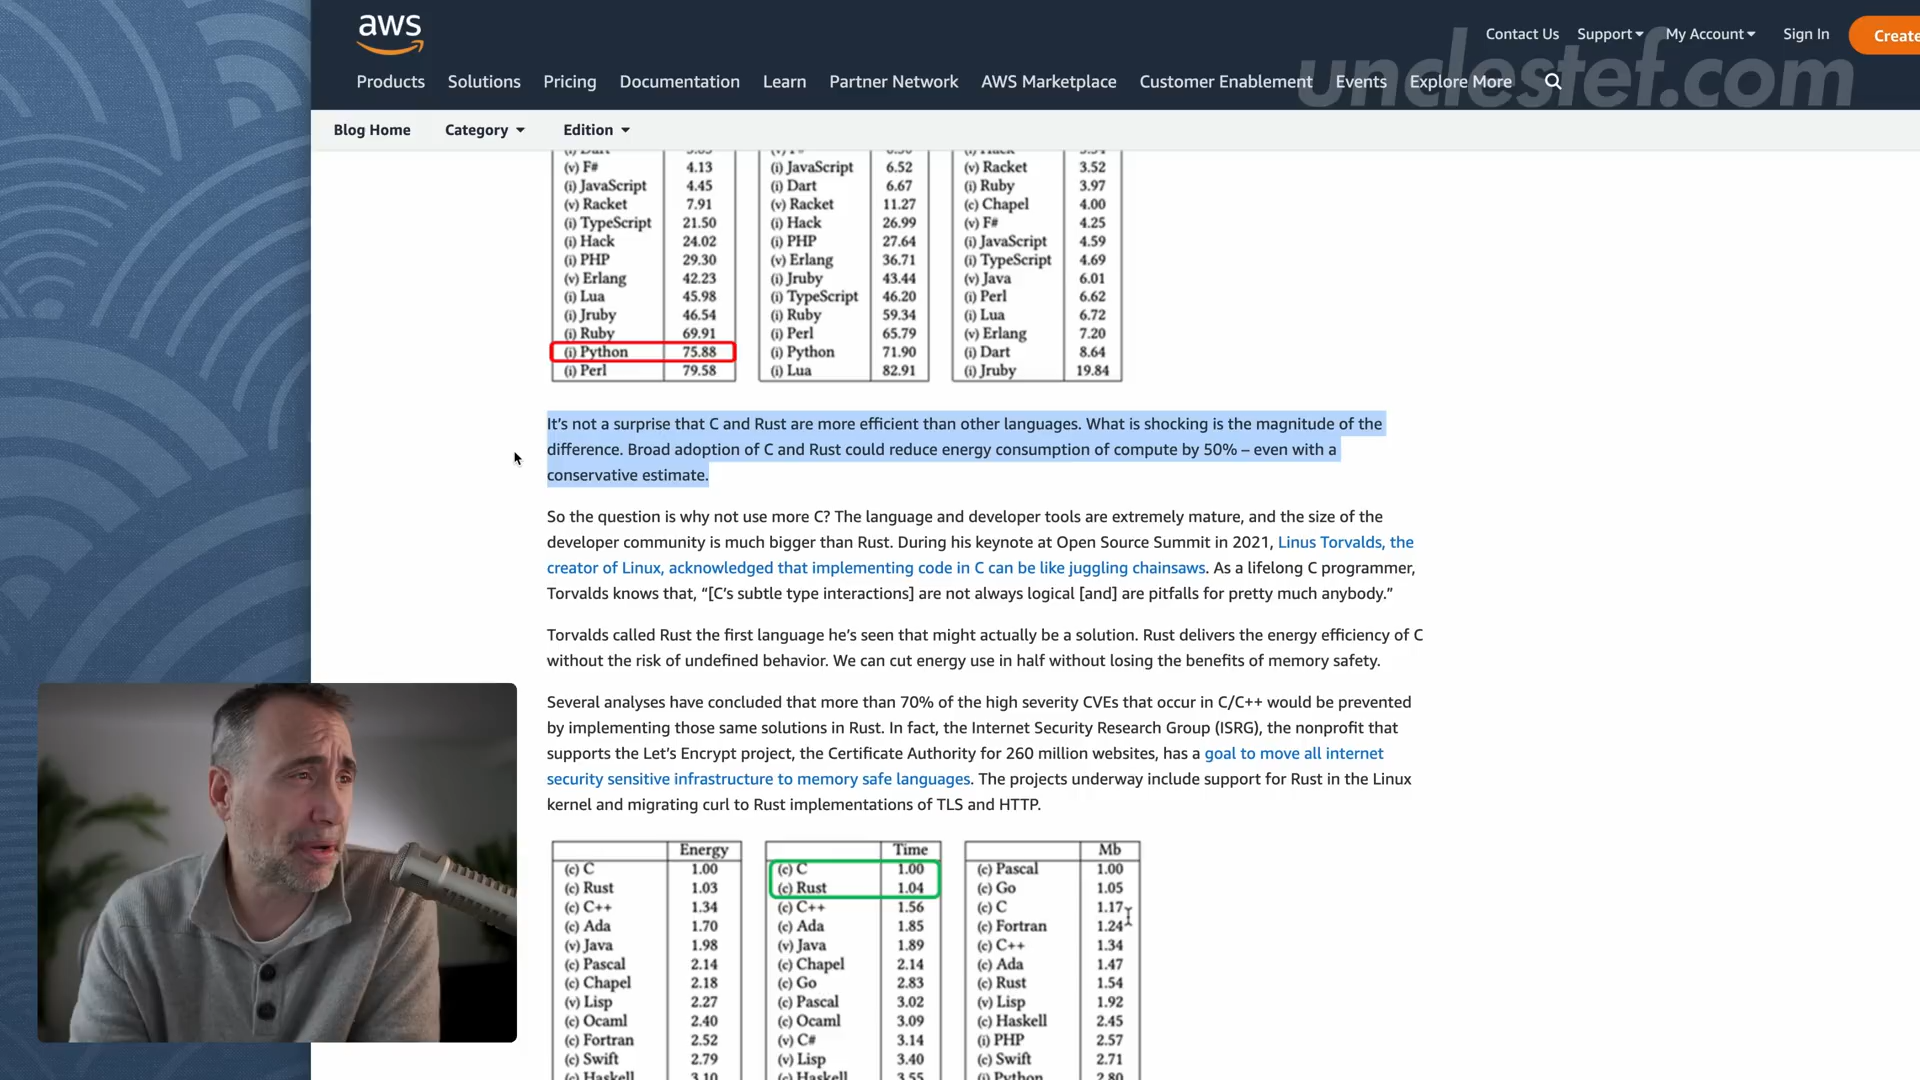 aws
Contact Us Support My Account Sign In Create
unclestef.com
Products Solutions Pricing Documentation Learn Partner Network AWS Marketplace Customer Enablement Events Explore More
Blog Home Category Edition
(v) F# 4.13 (i) JavaScript 6.52 (v) Racket 3.52
(i) JavaScript 4.45 (i) Dart 6.67 (i) Ruby 3.97
(v) Racket 7.91 (v) Racket 11.27 (c) Chapel 4.00
(i) TypeScript 21.50 (i) Hack 26.99 (v) F# 4.25
(i) Hack 24.02 (i) PHP 27.64 (i) JavaScript 4.59
(i) PHP 29.30 (v) Erlang 36.71 (i) TypeScript 4.69
(v) Erlang 42.23 (i) Jruby 43.44 (v) Java 6.01
(i) Lua 45.98 (i) TypeScript 46.20 (i) Perl 6.62
(i) Jruby 46.54 (i) Ruby 59.34 (i) Lua 6.72
(i) Ruby 69.91 (i) Perl 65.79 (v) Erlang 7.20
(i) Python 75.88 (i) Python 71.90 (i) Dart 8.64
(i) Perl 79.58 (i) Lua 82.91 (i) Jruby 19.84
It's not a surprise that C and Rust are more efficient than other languages. What is shocking is the magnitude of the
difference. Broad adoption of C and Rust could reduce energy consumption of compute by 50% – even with a
conservative estimate.
So the question is why not use more C? The language and developer tools are extremely mature, and the size of the
developer community is much bigger than Rust. During his keynote at Open Source Summit in 2021, Linus Torvalds, the
creator of Linux, acknowledged that implementing code in C can be like juggling chainsaws. As a lifelong C programmer,
Torvalds knows that, “[C's subtle type interactions] are not always logical [and] are pitfalls for pretty much anybody.”
Torvalds called Rust the first language he's seen that might actually be a solution. Rust delivers the energy efficiency of C
without the risk of undefined behavior. We can cut energy use in half without losing the benefits of memory safety.
Several analyses have concluded that more than 70% of the high severity CVEs that occur in C/C++ would be prevented
by implementing those same solutions in Rust. In fact, the Internet Security Research Group (ISRG), the nonprofit that
supports the Let's Encrypt project, the Certificate Authority for 260 million websites, has a goal to move all internet
security sensitive infrastructure to memory safe languages. The projects underway include support for Rust in the Linux
kernel and migrating curl to Rust implementations of TLS and HTTP.
Energy Time Mb
(c) C 1.00 (c) C 1.00 (c) Pascal 1.00
(c) Rust 1.03 (c) Rust 1.04 (c) Go 1.05
(c) C++ 1.34 (c) C++ 1.56 (c) C 1.17
(c) Ada 1.70 (c) Ada 1.85 (c) Fortran 1.24
(v) Java 1.98 (v) Java 1.89 (c) C++ 1.34
(c) Pascal 2.14 (c) Chapel 2.14 (c) Ada 1.47
(c) Chapel 2.18 (c) Go 2.83 (c) Rust 1.54
(v) Lisp 2.27 (c) Pascal 3.02 (v) Lisp 1.92
(c) Ocaml 2.40 (c) Ocaml 3.09 (c) Haskell 2.45
(c) Fortran 2.52 (v) C# 3.14 (i) PHP 2.57
(c) Swift 2.79 (v) Lisp 3.40 (c) Swift 2.71
(c) Haskell 3.10 (c) Haskell 3.55 (i) Python 2.80